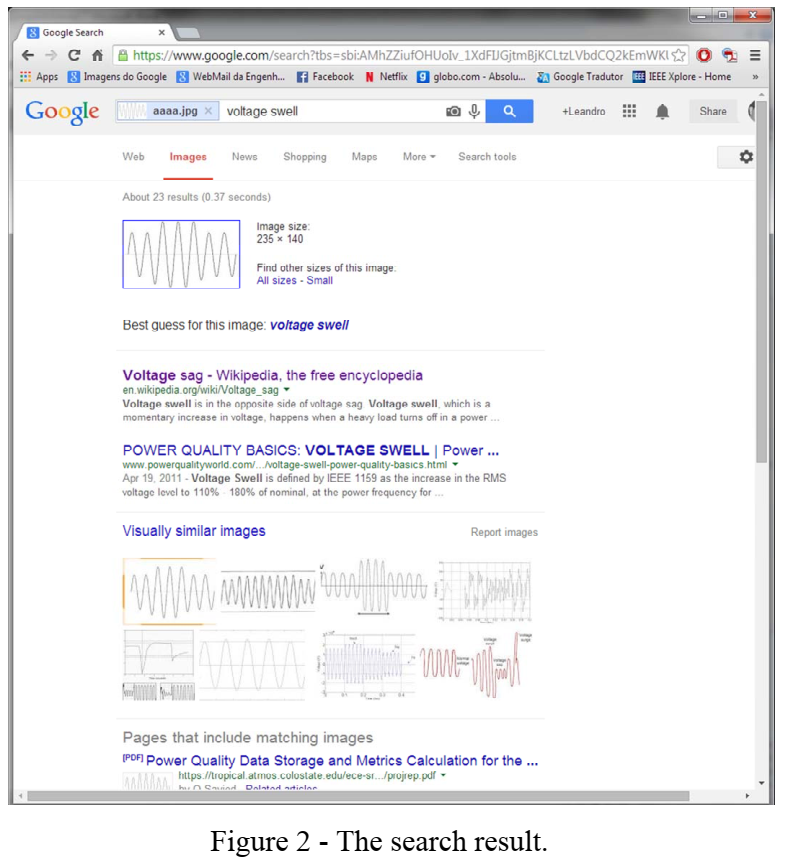 Google Search
https://www.google.com/search?tbs=sbi:AMhZZiufOHUoIv_1XdFIJGjtmBjKCLtzLVbdCQ2kEmWKU
Apps Imagens do Google WebMail da Engenh... Facebook Netflix globo.com - Absolu... Google Tradutor IEEE Xplore - Home »
Google aaaa.jpg × voltage swell +Leandro Share
Web Images News Shopping Maps More Search tools
About 23 results (0.37 seconds)
Image size:
235 × 140
Find other sizes of this image:
All sizes - Small
Best guess for this image: voltage swell
Voltage sag - Wikipedia, the free encyclopedia
en.wikipedia.org/wiki/Voltage_sag
Voltage swell is in the opposite side of voltage sag. Voltage swell, which is a
momentary increase in voltage, happens when a heavy load turns off in a power ...
POWER QUALITY BASICS: VOLTAGE SWELL | Power ...
www.powerqualityworld.com/.../voltage-swell-power-quality-basics.html
Apr 19, 2011 - Voltage Swell is defined by IEEE 1159 as the increase in the RMS
voltage level to 110% - 180% of nominal, at the power frequency for ...
Visually similar images Report images
Pages that include matching images
[PDF] Power Quality Data Storage and Metrics Calculation for the ...
https://tropical.atmos.colostate.edu/ece-sr.../projrep.pdf
by O Sayied Related articles
Figure 2 - The search result.